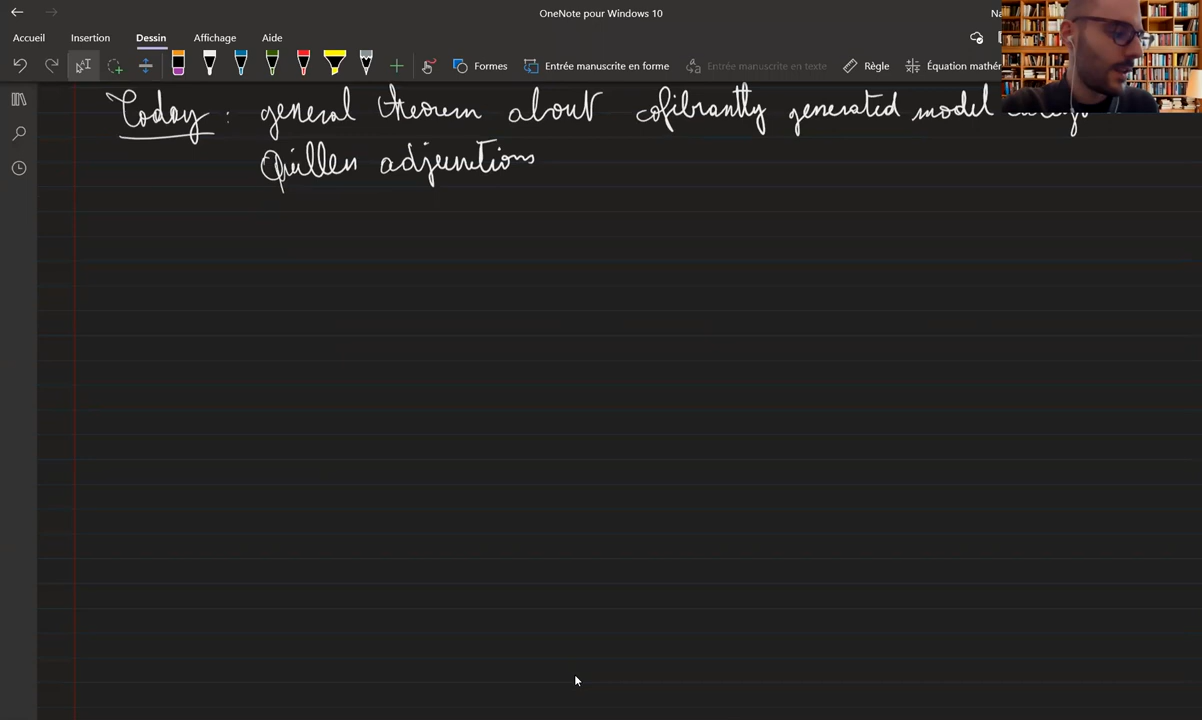 OneNote pour Windows 10
Accueil Insertion Dessin Affichage Aide
Formes Entrée manuscrite en forme Entrée manuscrite en texte Règle Équation mathé
Today : general theorem about cofibrantly generated model
Quillen adjunctions